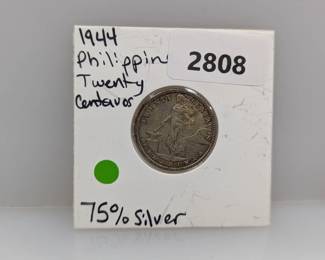 1944
Philippin
Twenty
Centavos
2808
75% Silver